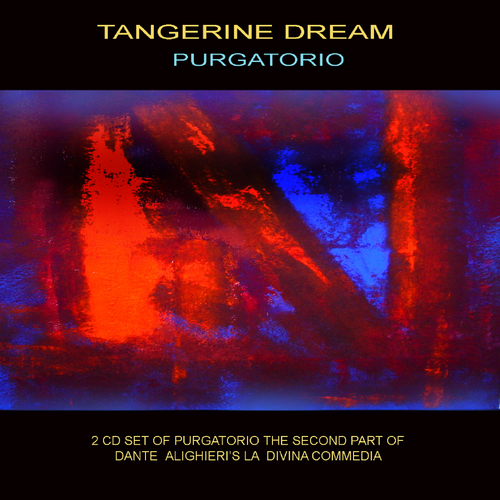 TANGERINE DREAM
PURGATORIO
2 CD SET OF PURGATORIO THE SECOND PART OF
DANTE ALIGHIERI'S LA DIVINA COMMEDIA